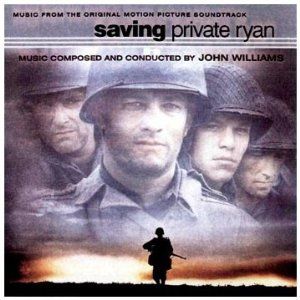 MUSIC FROM THE ORIGINAL MOTION PICTURE SOUNDTRACK
saving private ryan
MUSIC COMPOSED AND CONDUCTED BY JOHN WILLIAMS